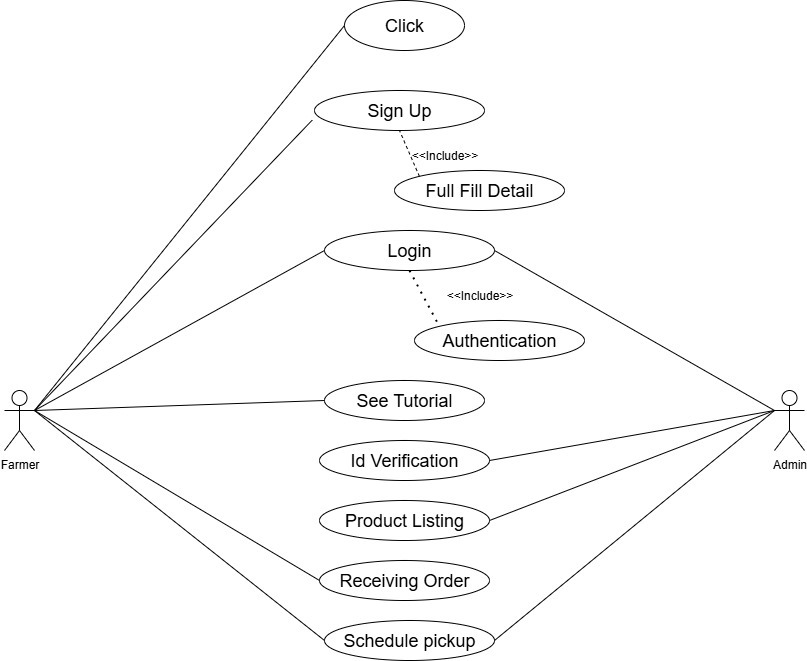 Click
Sign Up
<<Include>>
Full Fill Detail
Login
<<Include>>
Authentication
See Tutorial
Id Verification
Farmer
Admin
Product Listing
Receiving Order
Schedule pickup